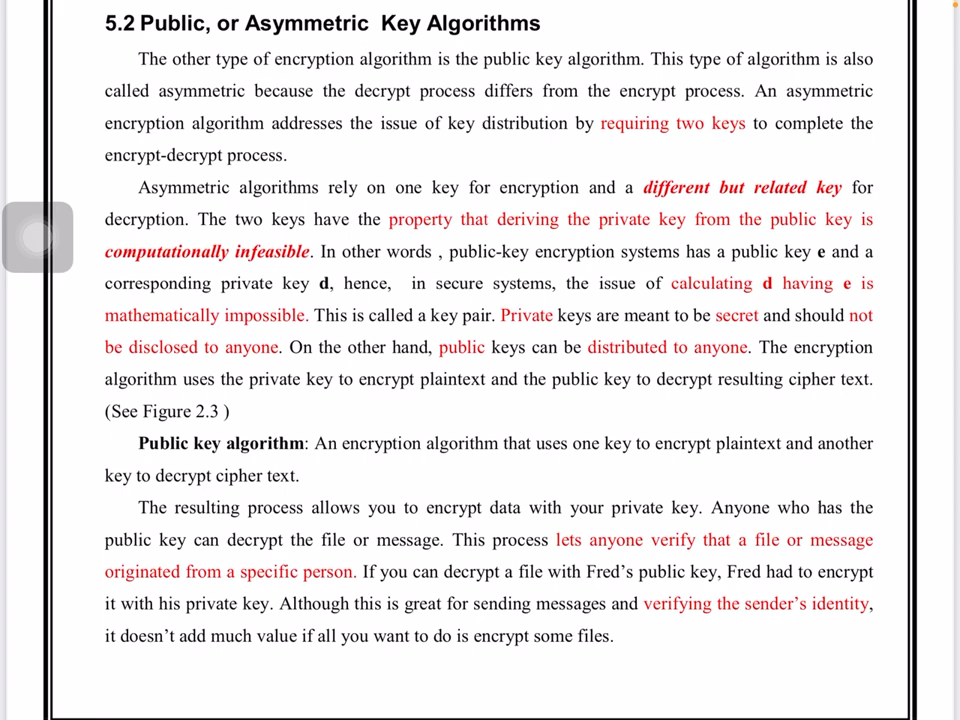 5.2 Public, or Asymmetric Key Algorithms
The other type of encryption algorithm is the public key algorithm. This type of algorithm is also
called asymmetric because the decrypt process differs from the encrypt process. An asymmetric
encryption algorithm addresses the issue of key distribution by requiring two keys to complete the
encrypt-decrypt process.
Asymmetric algorithms rely on one key for encryption and a different but related key for
decryption. The two keys have the property that deriving the private key from the public key is
computationally infeasible. In other words , public-key encryption systems has a public key e and a
corresponding private key d, hence, in secure systems, the issue of calculating d having e is
mathematically impossible. This is called a key pair. Private keys are meant to be secret and should not
be disclosed to anyone. On the other hand, public keys can be distributed to anyone. The encryption
algorithm uses the private key to encrypt plaintext and the public key to decrypt resulting cipher text.
(See Figure 2.3 )
Public key algorithm: An encryption algorithm that uses one key to encrypt plaintext and another
key to decrypt cipher text.
The resulting process allows you to encrypt data with your private key. Anyone who has the
public key can decrypt the file or message. This process lets anyone verify that a file or message
originated from a specific person. If you can decrypt a file with Fred's public key, Fred had to encrypt
it with his private key. Although this is great for sending messages and verifying the sender's identity,
it doesn't add much value if all you want to do is encrypt some files.